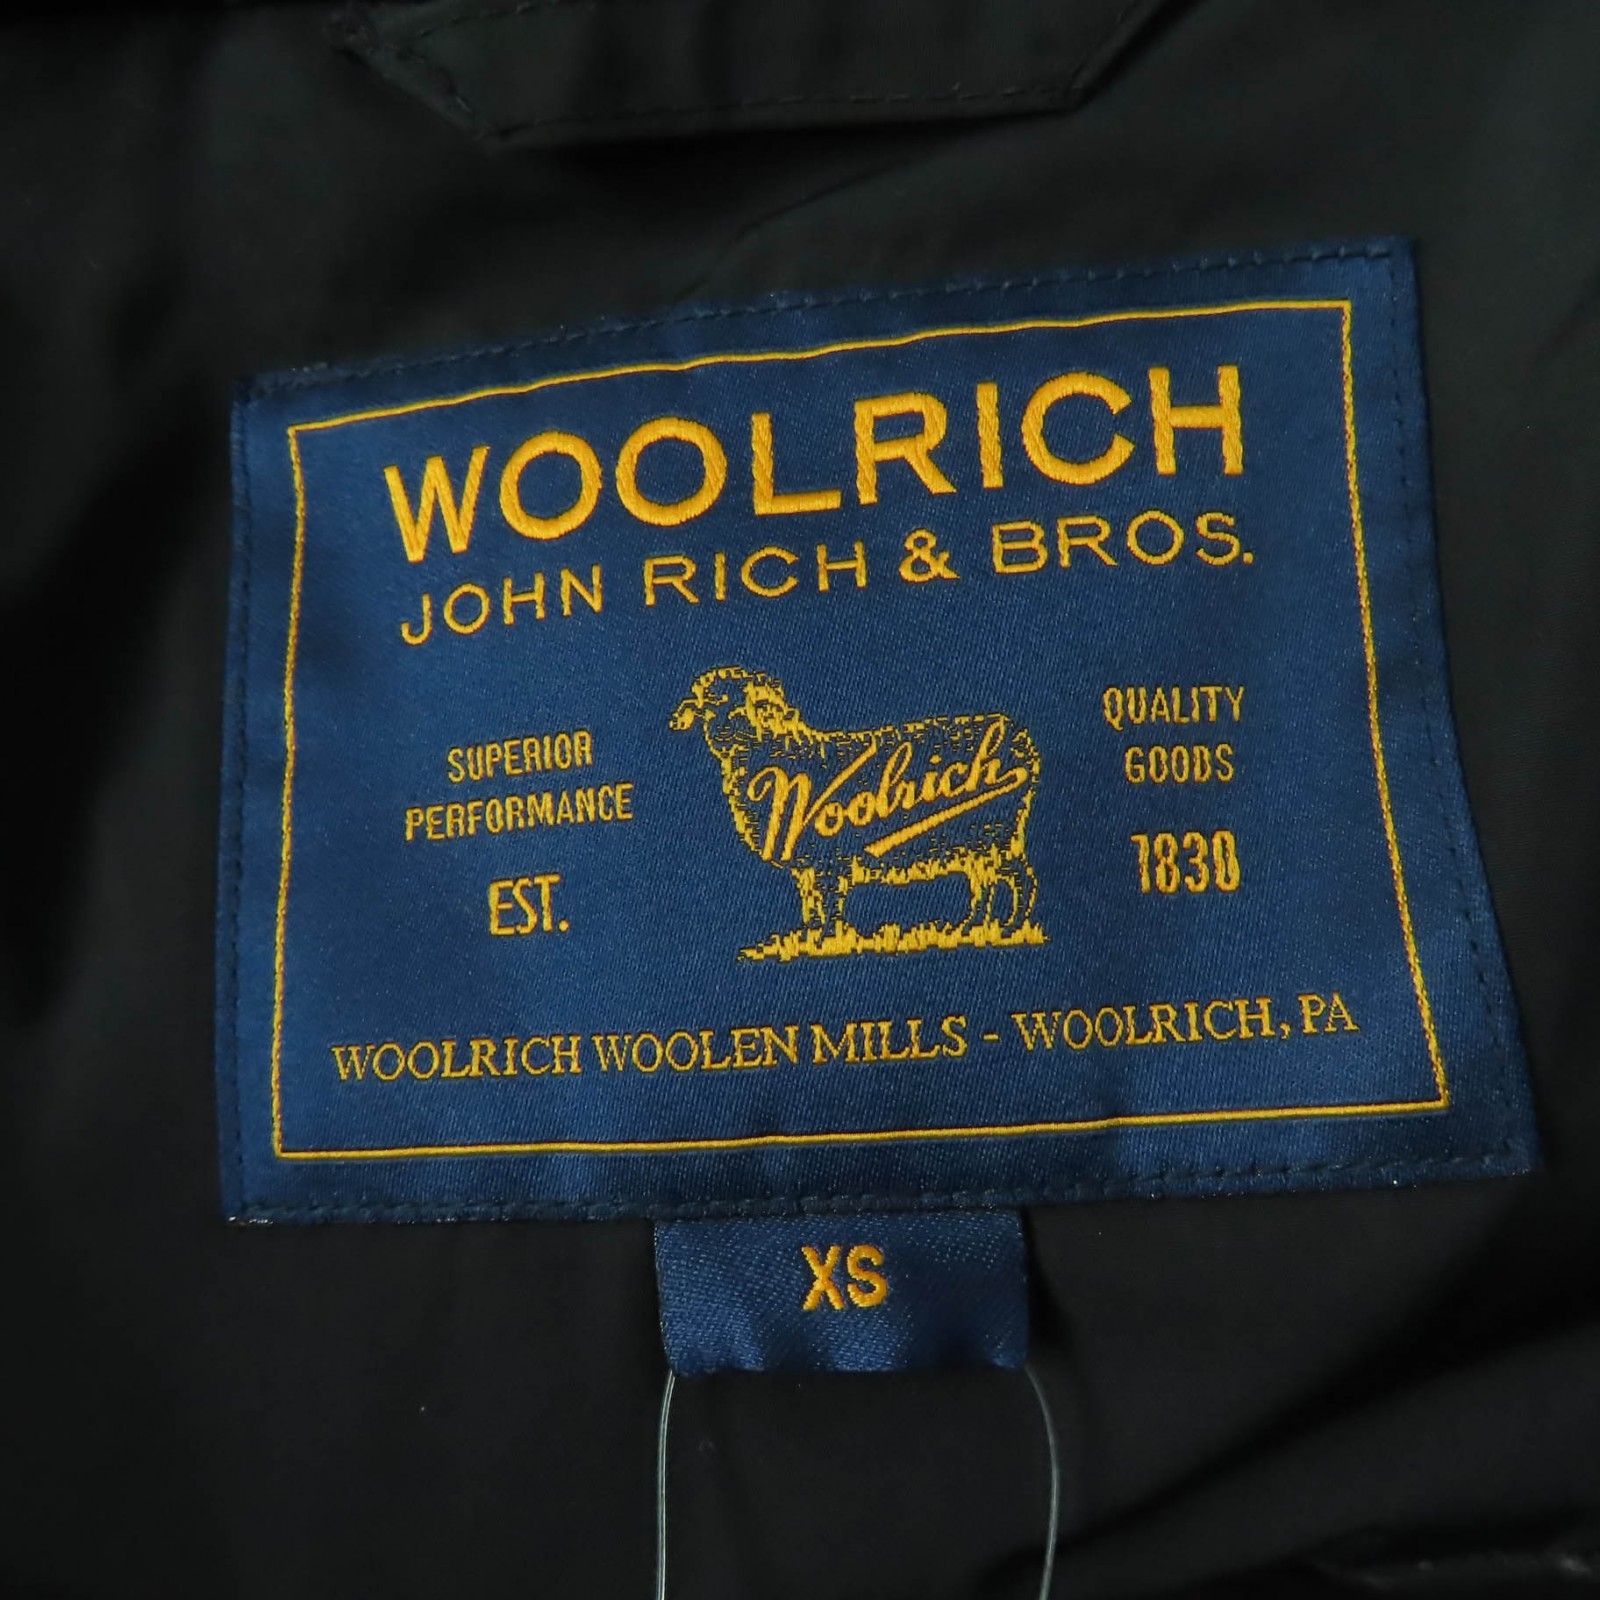 WOOLRICH
JOHN RICH & BROS.
SUPERIOR
PERFORMANCE
EST.
Woolrich
QUALITY
GOODS
1830
WOOLRICH WOOLEN MILLS - WOOLRICH, PA
XS